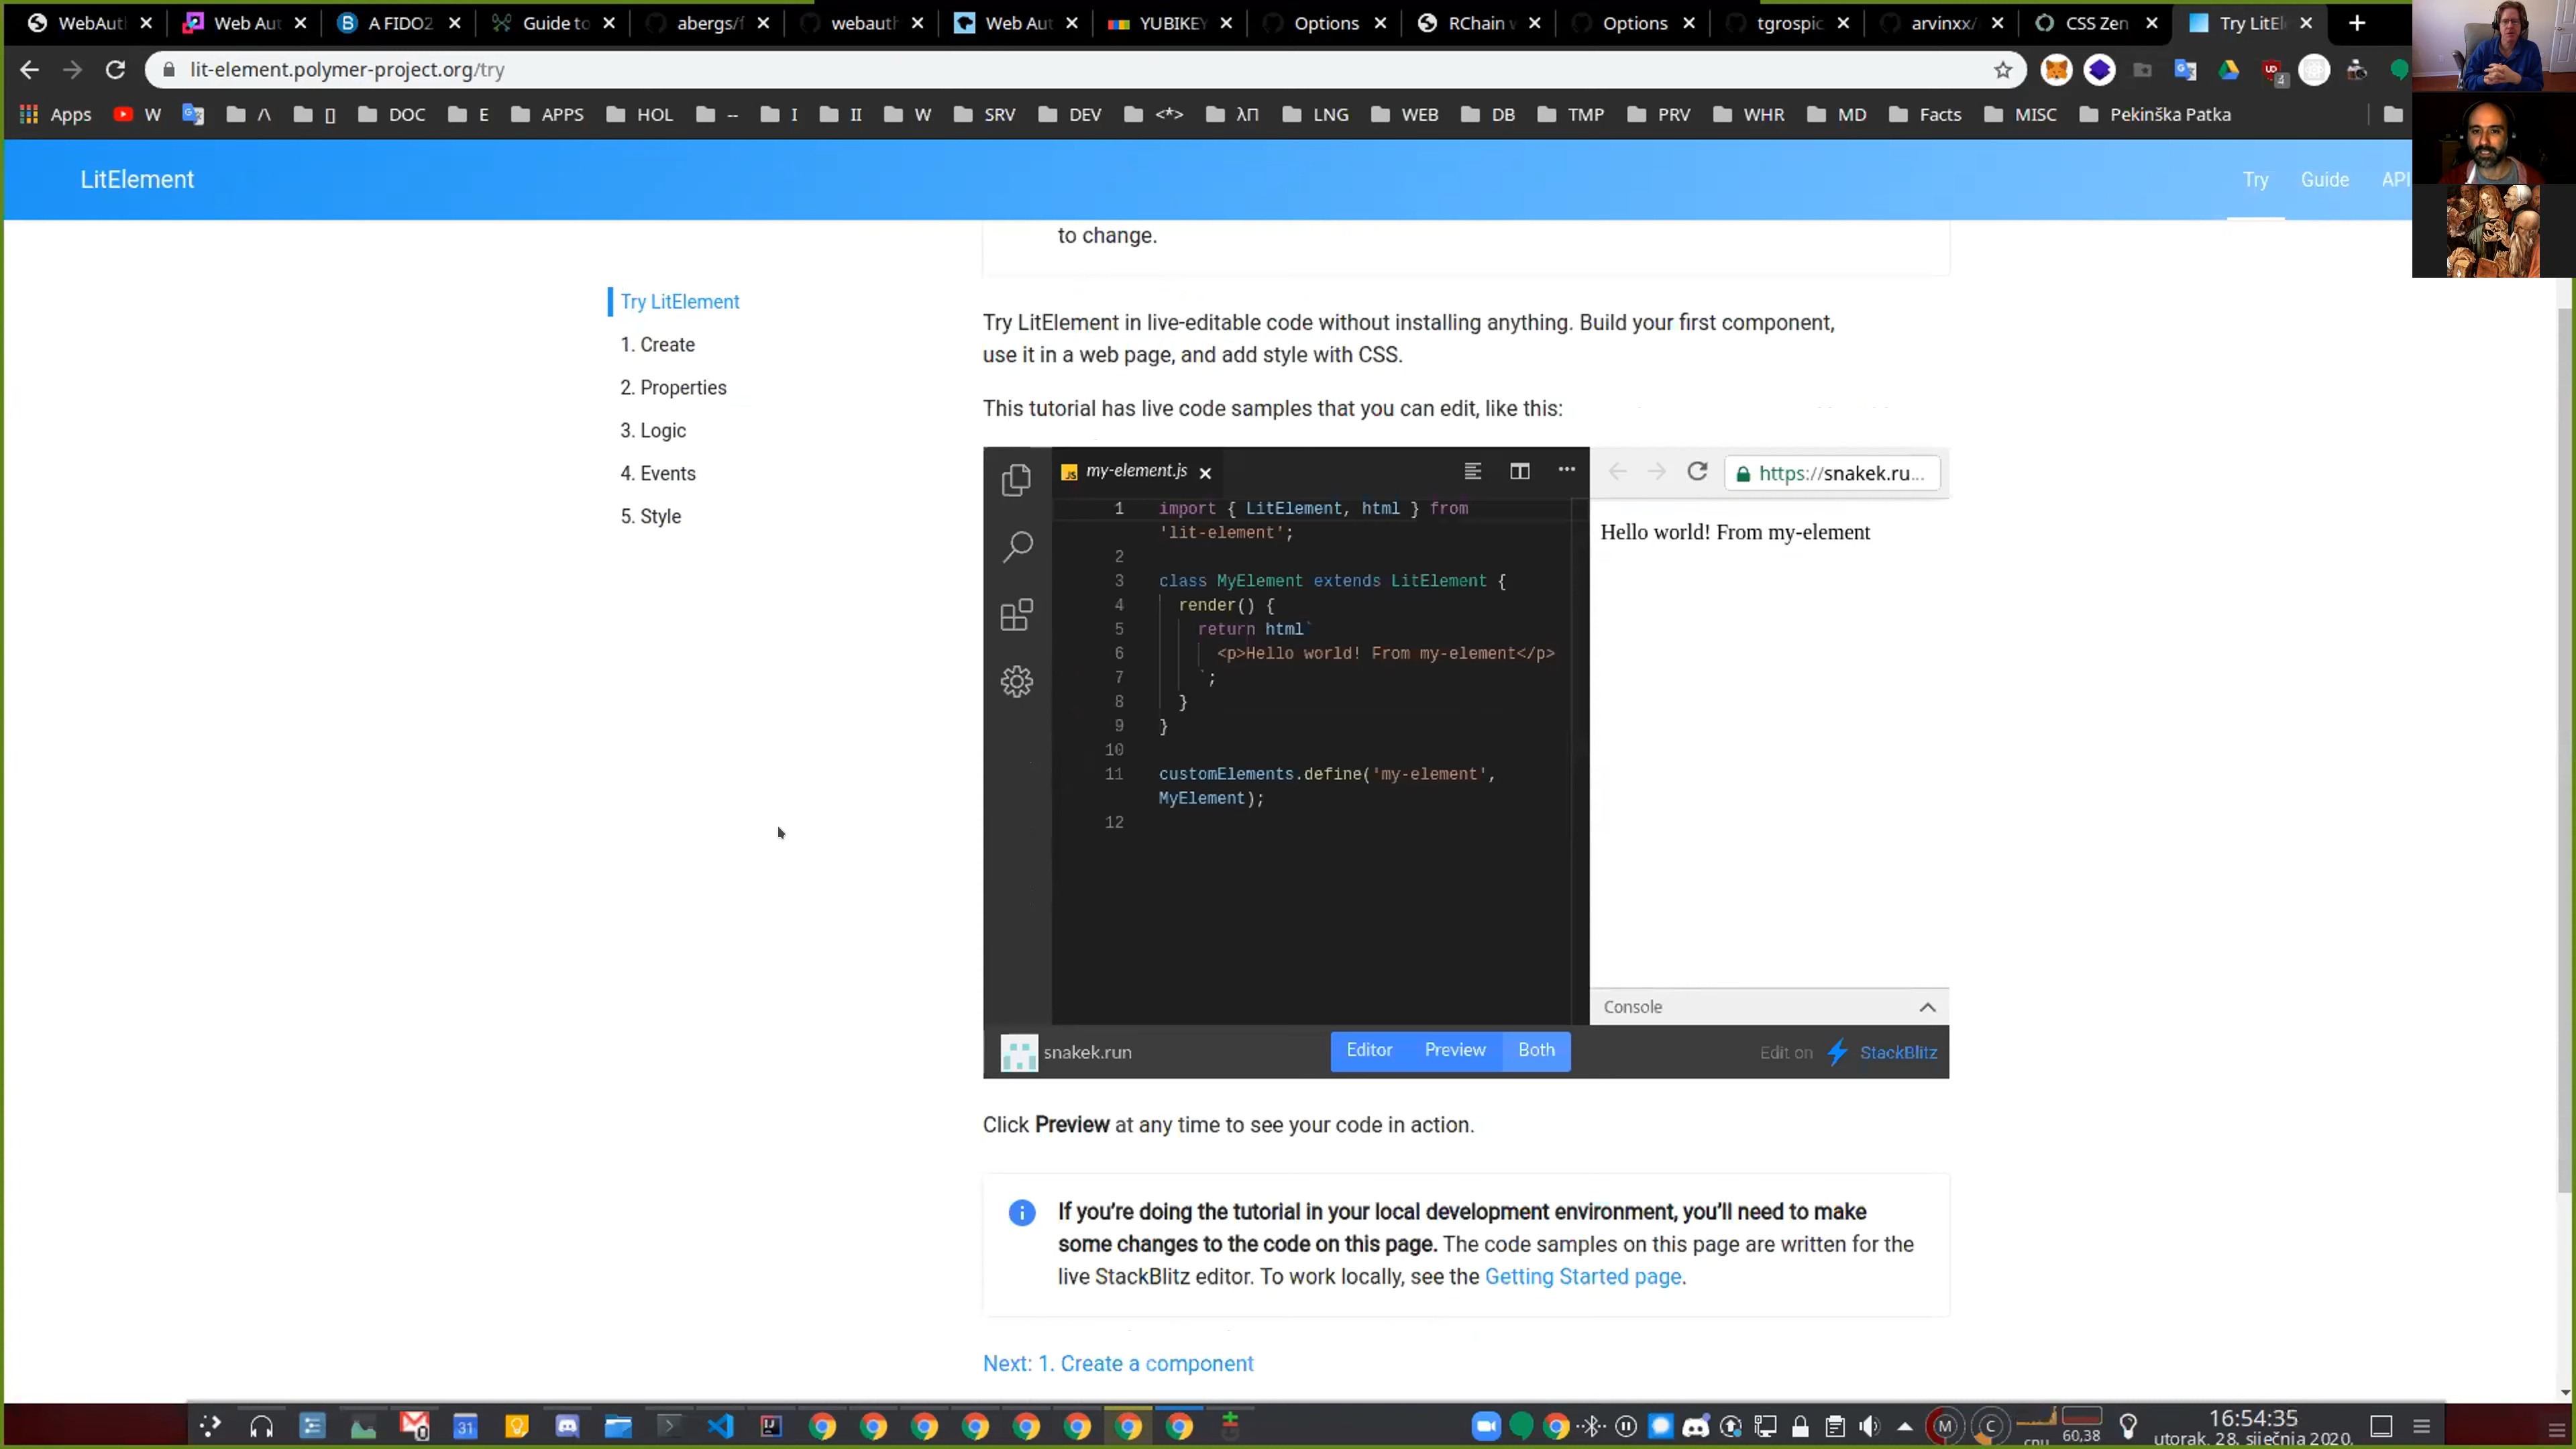 WebAuth
Web Aut
A FIDO2
Guide to
abergs/f
webauth
Web Aut
YUBIKEY
Options
RChain w
Options
tgrospic
arvinxx/
CSS Zen
Try LitEl
lit-element.polymer-project.org/try
4
Apps
W
/\
[]
DOC
E
APPS
HOL
--
I
II
W
SRV
DEV
<*>
λΠ
LNG
WEB
DB
TMP
PRV
WHR
MD
Facts
MISC
Pekinška Patka
LitElement
Try
Guide
API
to change.
Try LitElement
1. Create
2. Properties
3. Logic
4. Events
5. Style
Try LitElement in live-editable code without installing anything. Build your first component,
use it in a web page, and add style with CSS.
This tutorial has live code samples that you can edit, like this:
my-element.js
https://snakek.ru...
1 import { LitElement, html } from
'lit-element';
2
3 class MyElement extends LitElement {
4 render() {
5 return html`
6 <p>Hello world! From my-element</p>
7 `;
8 }
9 }
10
11 customElements.define('my-element',
MyElement);
12
Hello world! From my-element
Console
snakek.run
Editor
Preview
Both
Edit on
StackBlitz
Click Preview at any time to see your code in action.
If you’re doing the tutorial in your local development environment, you’ll need to make
some changes to the code on this page. The code samples on this page are written for the
live StackBlitz editor. To work locally, see the Getting Started page.
Next: 1. Create a component
31
M
C
60,38
16:54:35
utorak, 28. siječnja 2020.